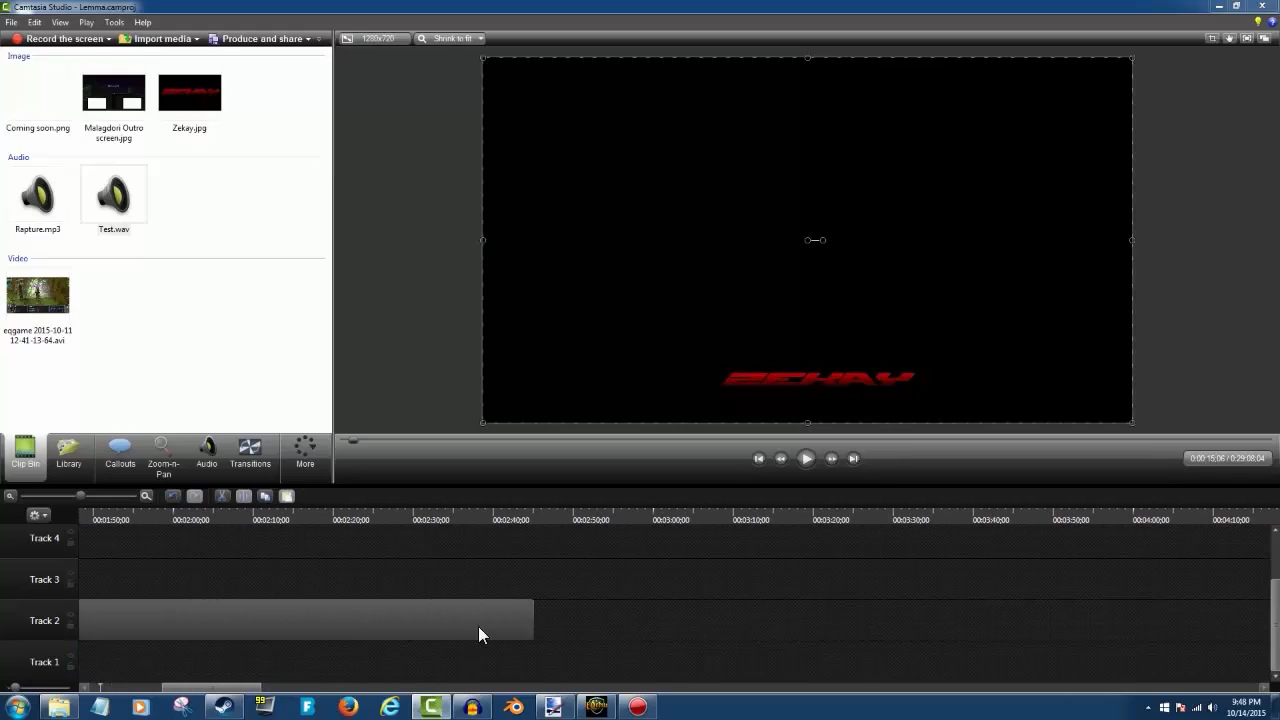 Camtasia Studio - Lemma.camproj
File Edit View Play Tools Help
Record the screen Import media Produce and share
1280x720 Shrink to fit
Image
Coming soon.png
Malagdori Outro
screen.jpg
Zekay.jpg
Audio
Rapture.mp3
Test.wav
Video
eqgame 2015-10-11
12-41-13-64.avi
ZEKAY
Clip Bin
Library
Callouts
Zoom-n-
Pan
Audio
Transitions
More
0:00:15;06 / 0:29:08;04
00:01:50;00 00:02:00;00 00:02:10;00 00:02:20;00 00:02:30;00 00:02:40;00 00:02:50;00 00:03:00;00 00:03:10;00 00:03:20;00 00:03:30;00 00:03:40;00 00:03:50;00 00:04:00;00 00:04:10;00
Track 4
Track 3
Track 2
Track 1
99
9:48 PM
10/14/2015